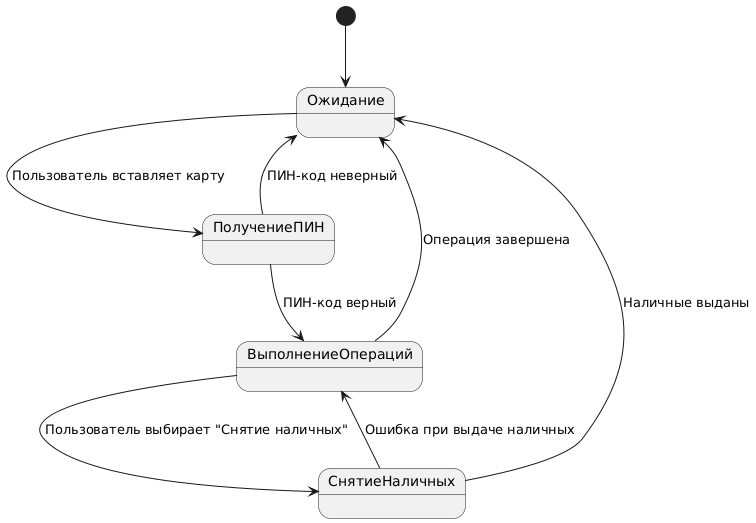 Ожидание
Пользователь вставляет карту
ПИН-код неверный
ПолучениеПИН
Операция завершена
ПИН-код верный
Наличные выданы
ВыполнениеОпераций
Пользователь выбирает "Снятие наличных"
Ошибка при выдаче наличных
СнятиеНаличных